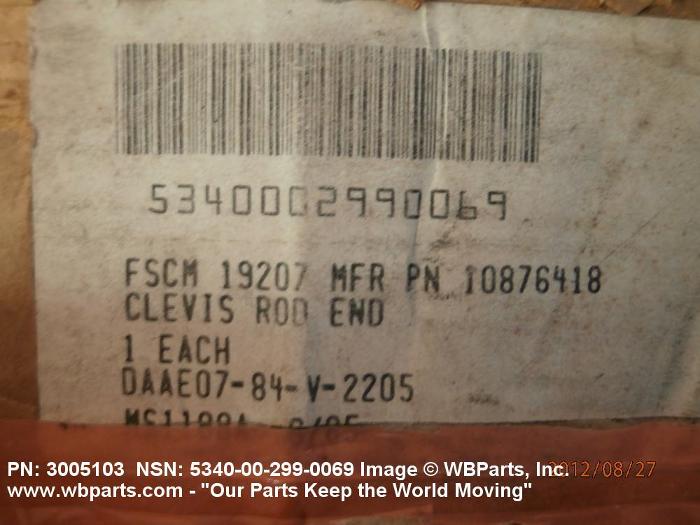 5340002990069
FSCM 19207 MFR PN 10876418
CLEVIS ROD END
1 EACH
DAAE07-84-V-2205
PN: 3005103 NSN: 5340-00-299-0069 Image © WBParts, Inc.
2012/08/27
www.wbparts.com - "Our Parts Keep the World Moving"